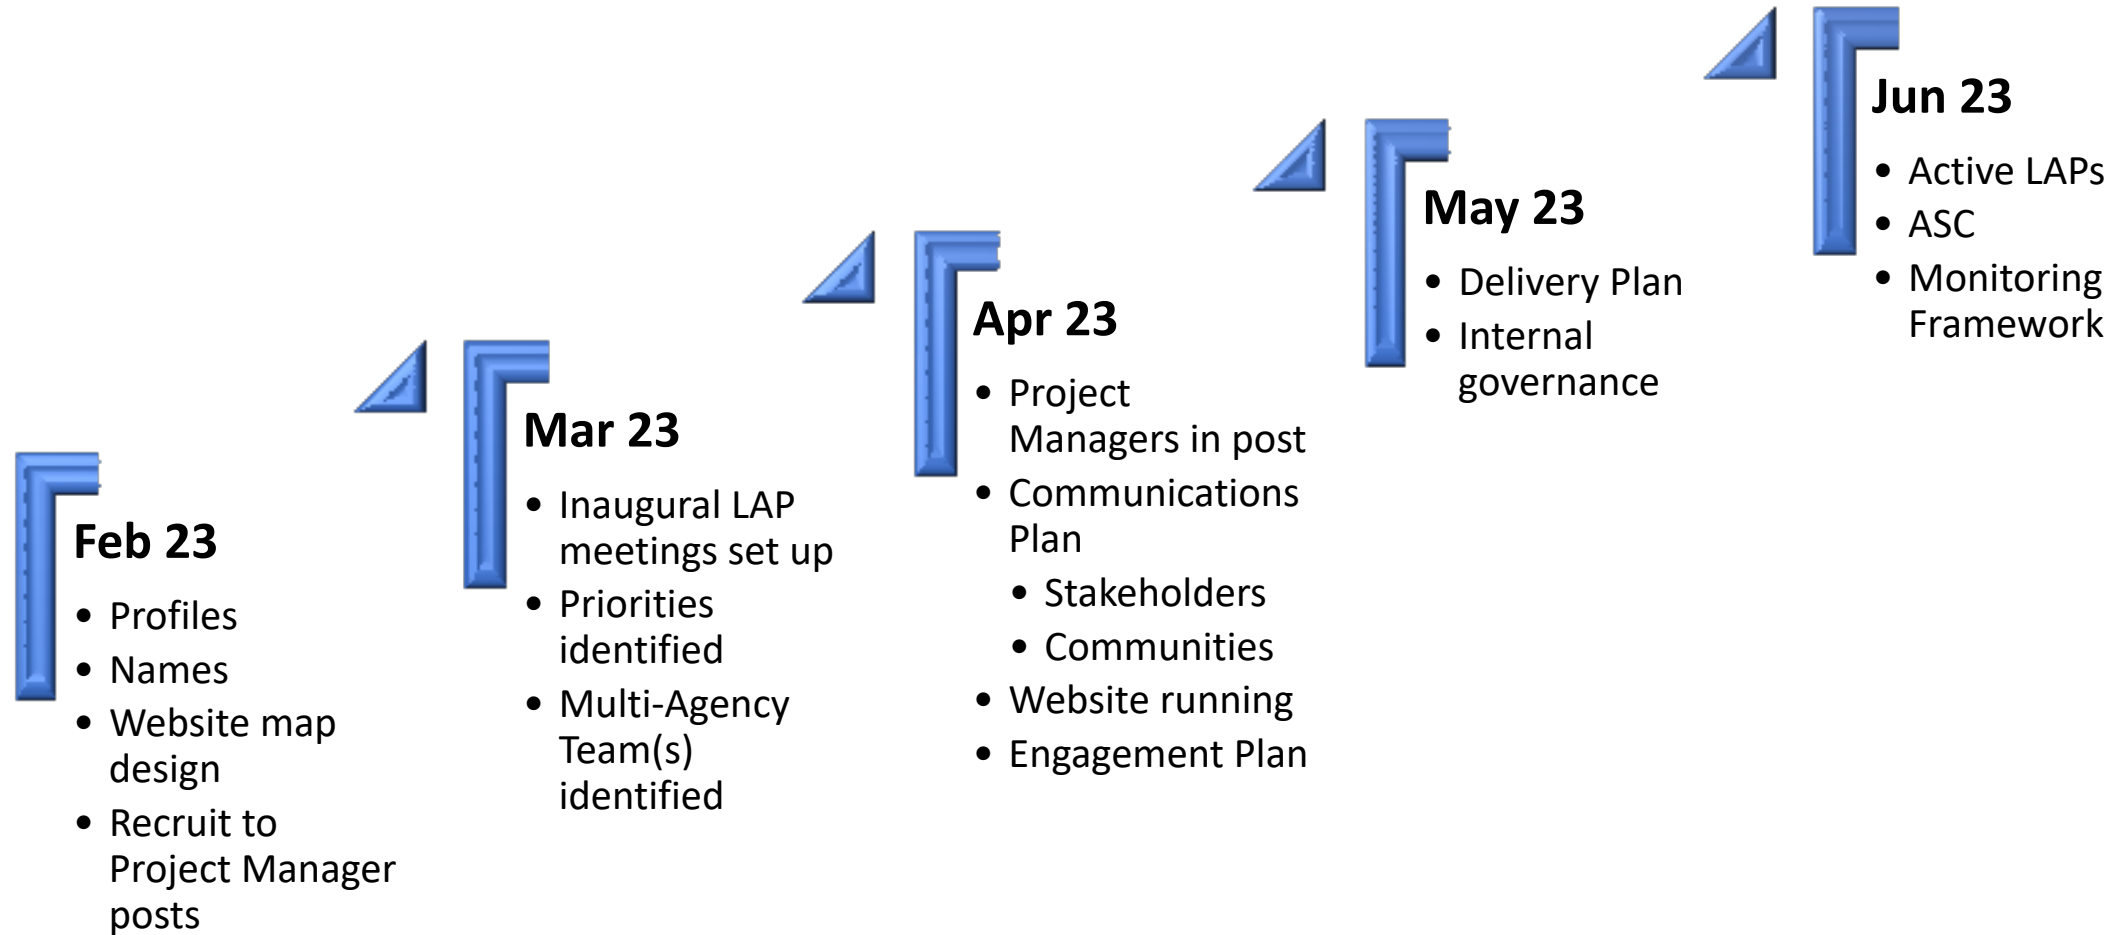 Feb 23
• Profiles
• Names
• Website map
design
• Recruit to
Project Manager
posts
Mar 23
• Inaugural LAP
meetings set up
• Priorities
identified
• Multi-Agency
Team(s)
identified
Apr 23
• Project
Managers in post
• Communications
Plan
• Stakeholders
• Communities
• Website running
• Engagement Plan
May 23
• Delivery Plan
• Internal
governance
Jun 23
• Active LAPs
• ASC
• Monitoring
Framework